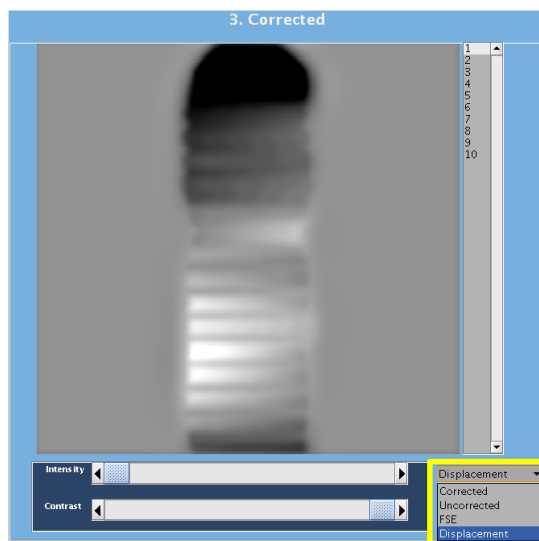 3. Corrected
1
2
3
4
5
6
7
8
9
10
Intensity
Contrast
Displacement
Corrected
Uncorrected
FSE
Displacement